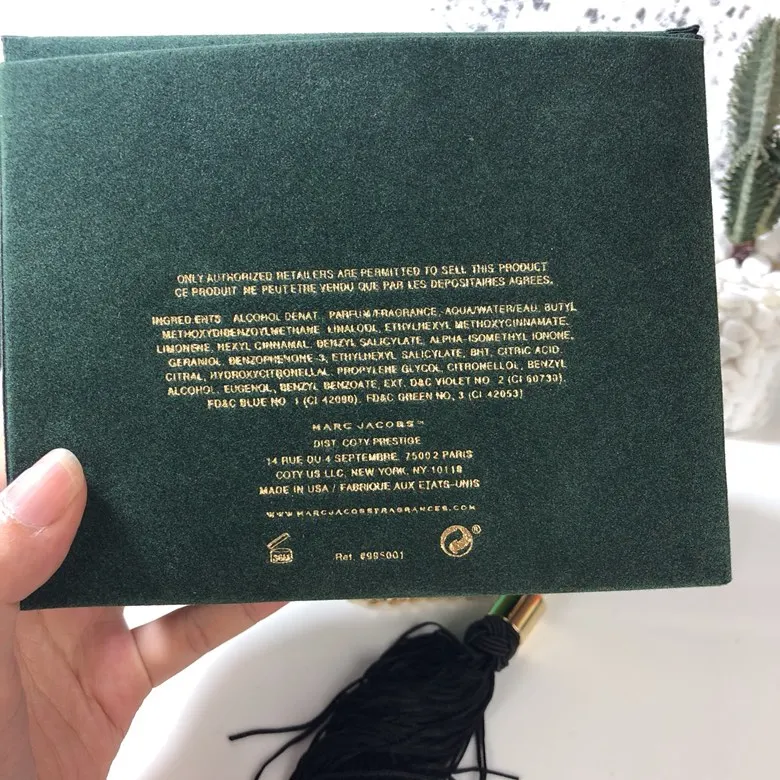 ONLY AUTHORIZED RETAILERS ARE PERMITTED TO SELL THIS PRODUCT
CE PRODUIT NE PEUT ETRE VENDU QUE PAR LES DEPOSITAIRES AGREES.
INGREDIENTS: ALCOHOL DENAT. PARFUM/FRAGRANCE, AQUA/WATER/EAU, BUTYL
METHOXYDIBENZOYLMETHANE, LINALOOL, ETHYLHEXYL METHOXYCINNAMATE,
LIMONENE, HEXYL CINNAMAL, BENZYL SALICYLATE, ALPHA-ISOMETHYL IONONE,
GERANIOL, BENZOPHENONE-3, ETHYLHEXYL SALICYLATE, BHT, CITRIC ACID,
CITRAL, HYDROXYCITRONELLAL, PROPYLENE GLYCOL, CITRONELLOL, BENZYL
ALCOHOL, EUGENOL, BENZYL BENZOATE, EXT. D&C VIOLET NO. 2 (CI 60730),
FD&C BLUE NO. 1 (CI 42090), FD&C GREEN NO. 3 (CI 42053)
MARC JACOBS™
DIST. COTY PRESTIGE
14 RUE DU 4 SEPTEMBRE, 75002 PARIS
COTY US LLC, NEW YORK, NY 10118
MADE IN USA / FABRIQUE AUX ETATS-UNIS
WWW.MARCJACOBSFRAGRANCES.COM
Ref. ®